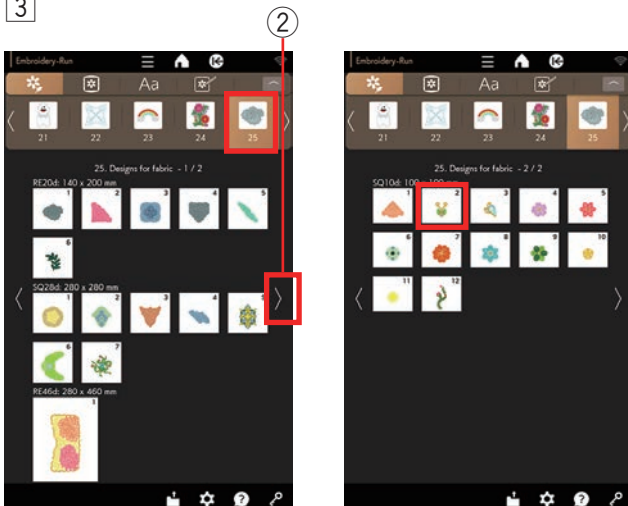 3
2
Embroidery-Run
Aa
21 22 23 24 25
25. Designs for fabric - 1 / 2
RE20d: 140 x 200 mm
1 2 3 4 5
6
SQ28d: 280 x 280 mm
1 2 3 4 5
6 7
RE46d: 280 x 460 mm
1
?
Embroidery-Run
Aa
21 22 23 24 25
25. Designs for fabric - 2 / 2
SQ10d: 100 x 100 mm
1 2 3 4 5
6 7 8 9 10
11 12
?